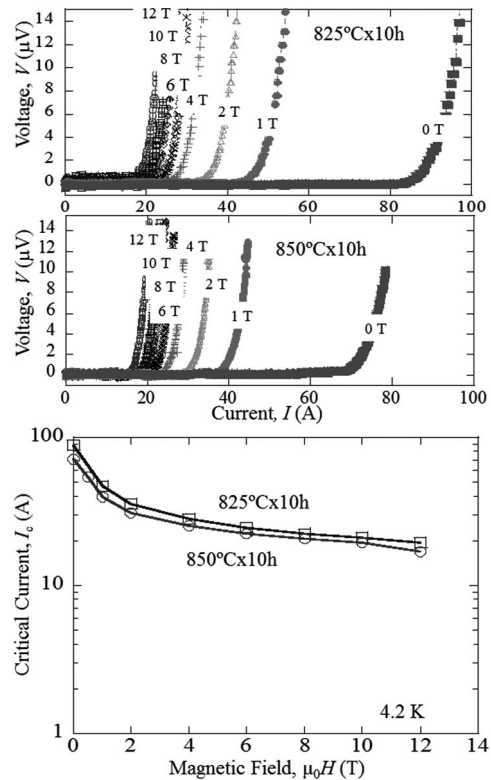 14
12
10
8
6
4
2
0
Voltage, V (µV)
12 T
10 T
8 T
6 T
4 T
2 T
1 T
0 T
825ºCx10h
0 20 40 60 80 100
14
12
10
8
6
4
2
0
Voltage, V (µV)
12 T
10 T
8 T
6 T
4 T
2 T
1 T
0 T
850ºCx10h
0 20 40 60 80 100
Current, I (A)
100
10
1
Critical Current, Ic (A)
825ºCx10h
850ºCx10h
4.2 K
0 2 4 6 8 10 12 14
Magnetic Field, µ0H (T)